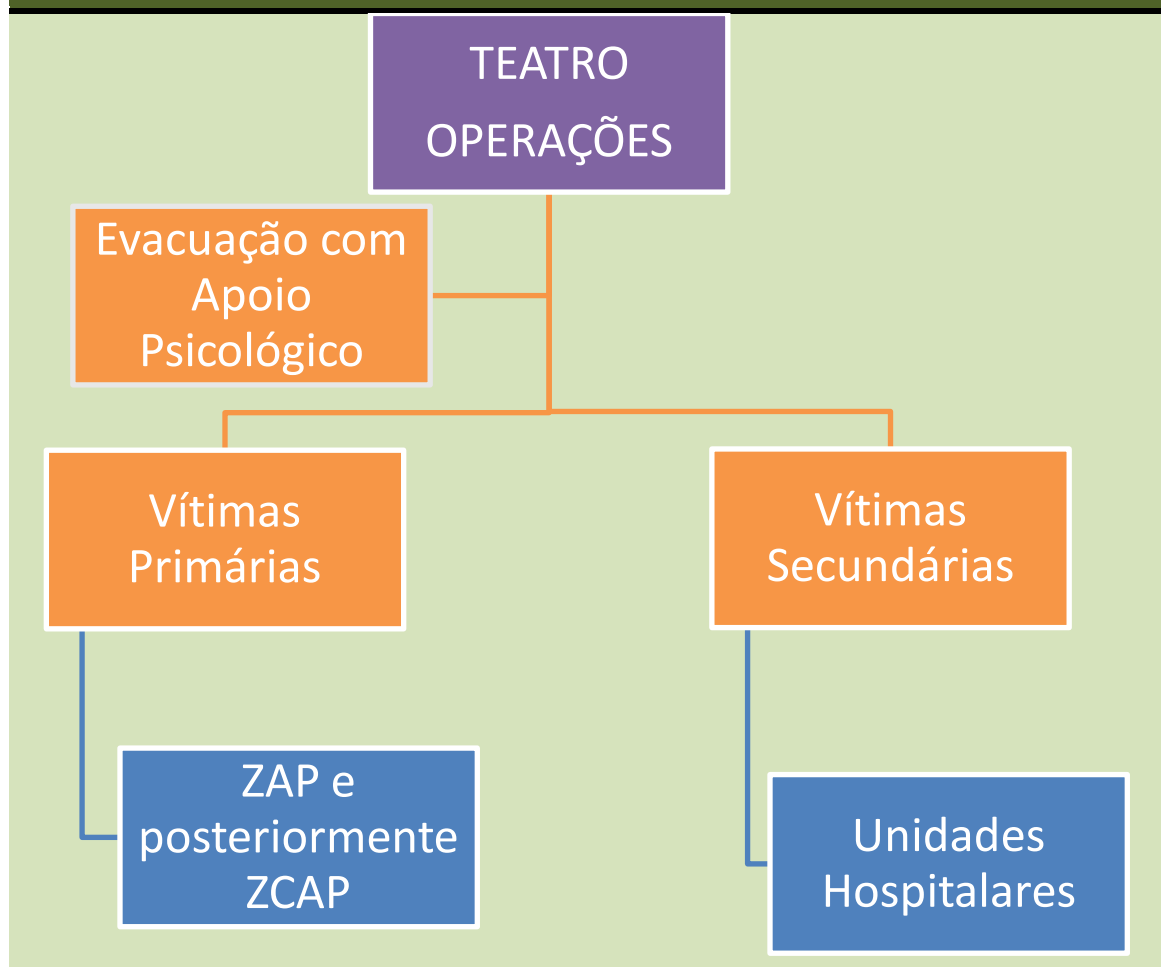 TEATRO
OPERAÇÕES
Evacuação com
Apoio
Psicológico
Vítimas
Primárias
Vítimas
Secundárias
ZAP e
posteriormente
ZCAP
Unidades
Hospitalares